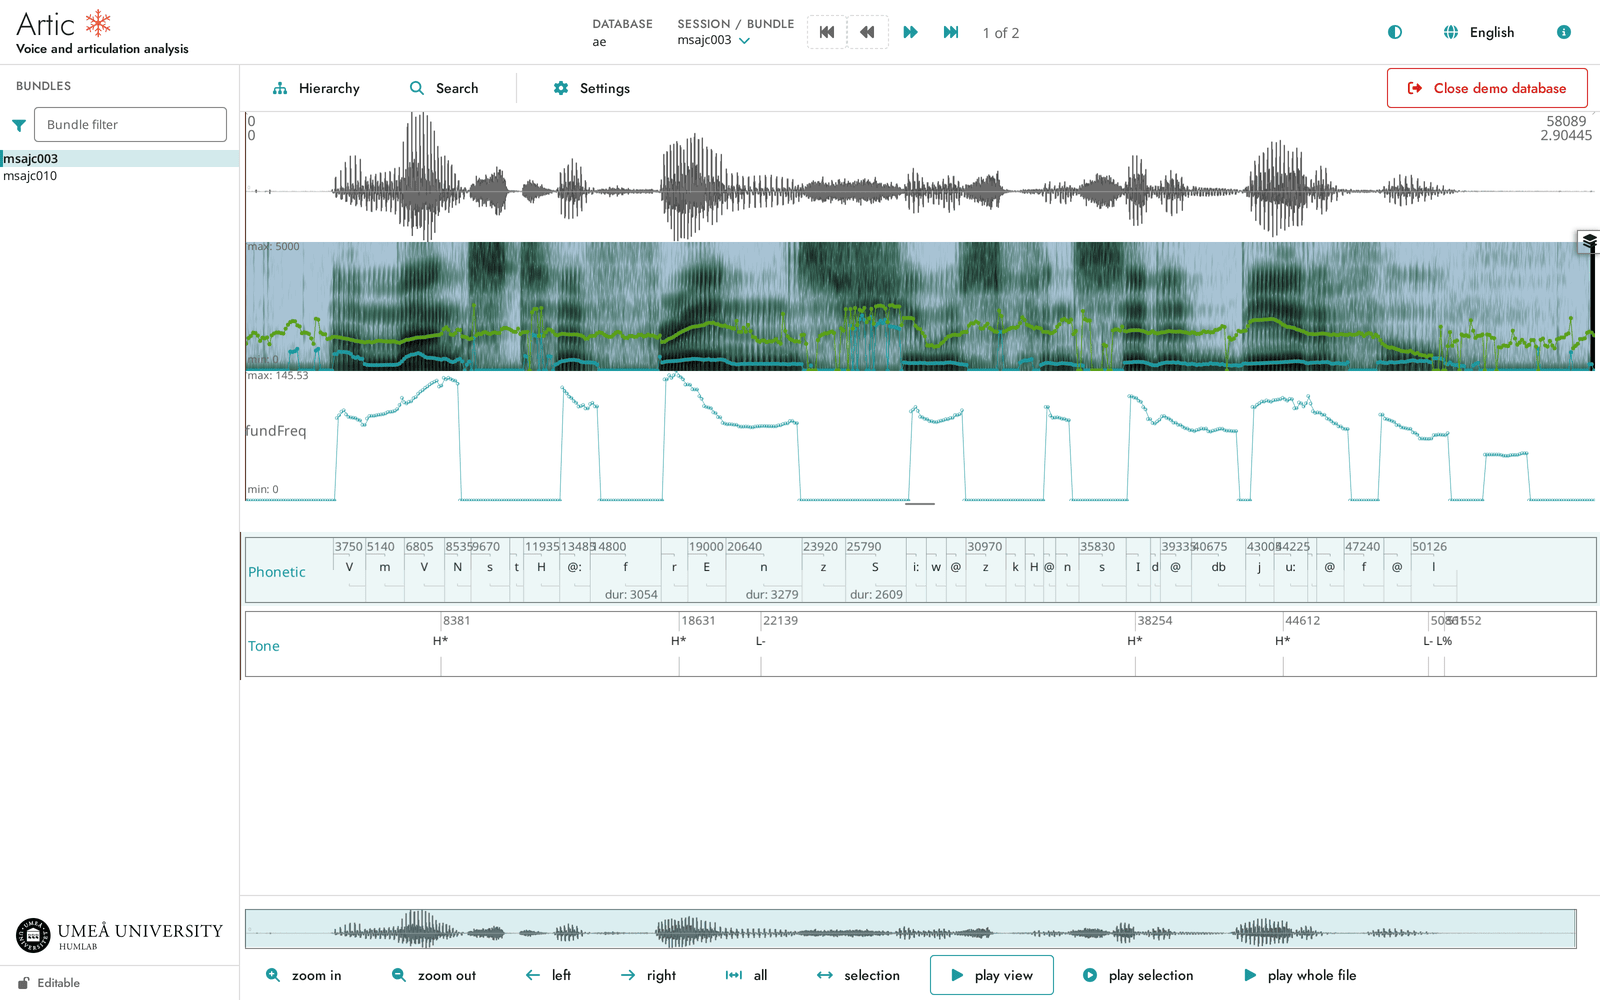 Artic
Voice and articulation analysis
DATABASE
ae
SESSION / BUNDLE
msajc003
1 of 2
English
BUNDLES
Bundle filter
msajc003
msajc010
Hierarchy
Search
Settings
Close demo database
0
0
58089
2.90445
max: 5000
min: 0
max: 145.53
fundFreq
min: 0
3750 5140 6805 8535 9670 11935 13485 14800 19000 20640 23920 25790 30970 35830 39335 40675 43005 44225 47240 50126
Phonetic
V m V N s t H @: f r E n z S i: w @ z k H @ n s I d @ db j u: @ f @ l
dur: 3054 dur: 3279 dur: 2609
8381 18631 22139 38254 44612
Tone
H* H* L- H* H* L- L%
UMEÅ UNIVERSITY
HUMLAB
Editable
zoom in
zoom out
left
right
all
selection
play view
play selection
play whole file